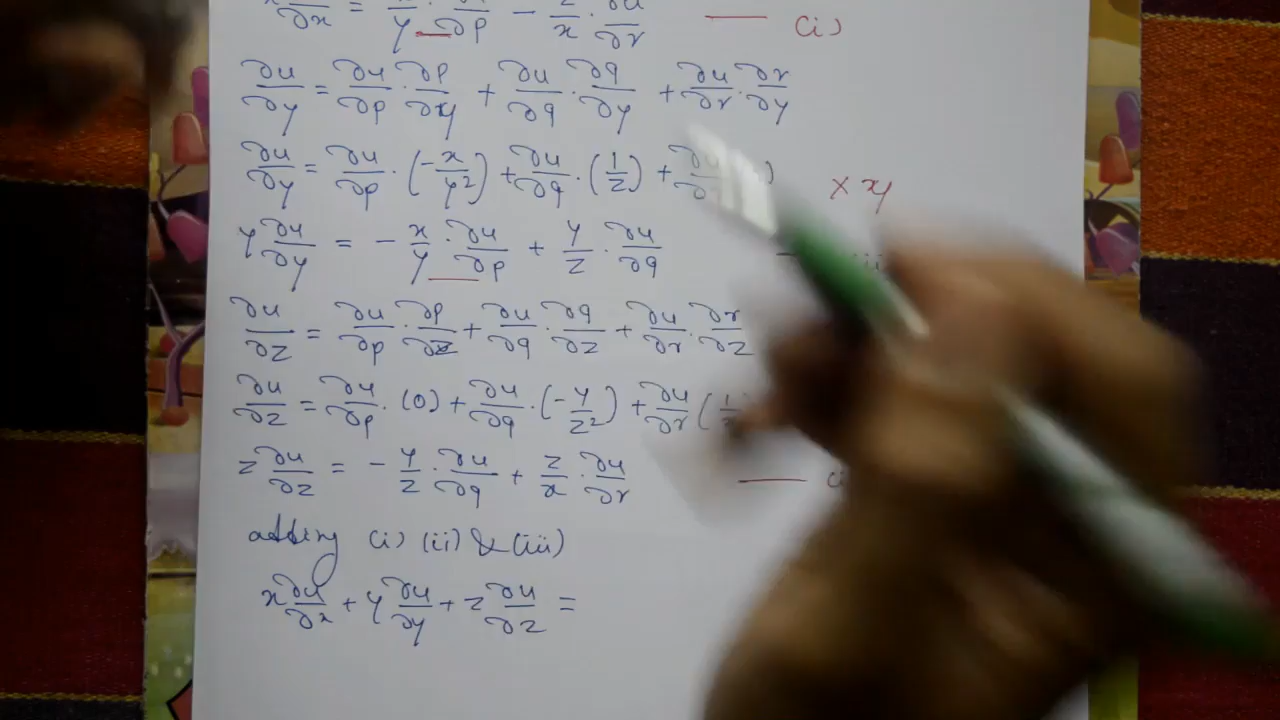 x ∂u/∂x = x/y · ∂u/∂p − z/x · ∂u/∂r —— (i)
∂u/∂y = ∂u/∂p · ∂p/∂y + ∂u/∂q · ∂q/∂y + ∂u/∂r · ∂r/∂y
∂u/∂y = ∂u/∂p · (−x/y²) + ∂u/∂q · (1/z) + × y
y ∂u/∂y = − x/y · ∂u/∂p + y/z · ∂u/∂q
∂u/∂z = ∂u/∂p · ∂p/∂z + ∂u/∂q · ∂q/∂z + ∂u/∂r · ∂r/∂z
∂u/∂z = ∂u/∂p · (0) + ∂u/∂q · (−y/z²) + ∂u/∂r (
z ∂u/∂z = − y/z · ∂u/∂q + z/x · ∂u/∂r ——
adding (i) (ii) & (iii)
x ∂u/∂x + y ∂u/∂y + z ∂u/∂z =